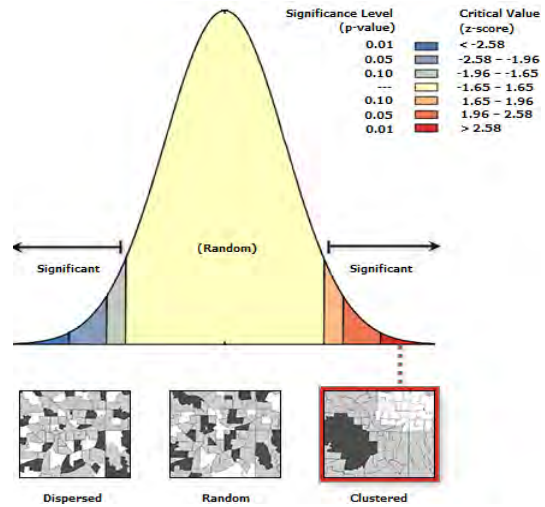 Significance Level Critical Value
(p-value) (z-score)
0.01 < -2.58
0.05 -2.58 – -1.96
0.10 -1.96 – -1.65
--- -1.65 – 1.65
0.10 1.65 – 1.96
0.05 1.96 – 2.58
0.01 > 2.58
(Random)
Significant Significant
Dispersed Random Clustered